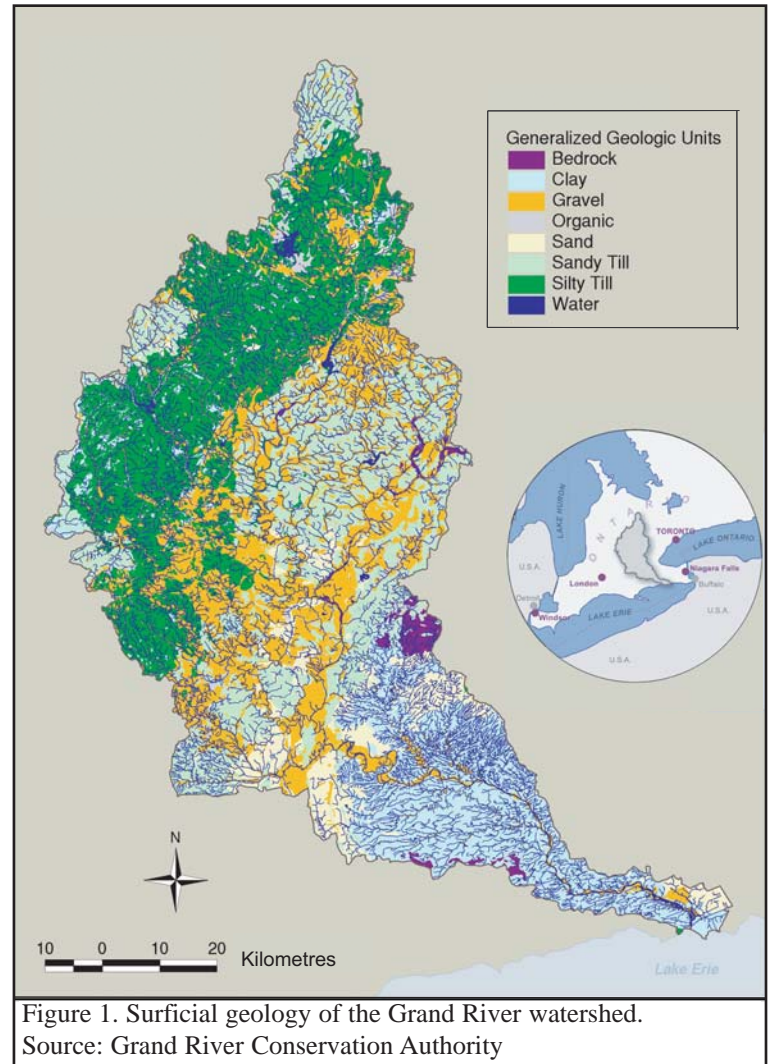 Generalized Geologic Units
Bedrock
Clay
Gravel
Organic
Sand
Sandy Till
Silty Till
Water
LAKE HURON
ONTARIO
TORONTO
LAKE ONTARIO
U.S.A.
London
Niagara Falls
Buffalo
Detroit
Windsor
LAKE ERIE
U.S.A.
U.S.A.
N
10 0 10 20
Kilometres
Lake Erie
Figure 1. Surficial geology of the Grand River watershed.
Source: Grand River Conservation Authority